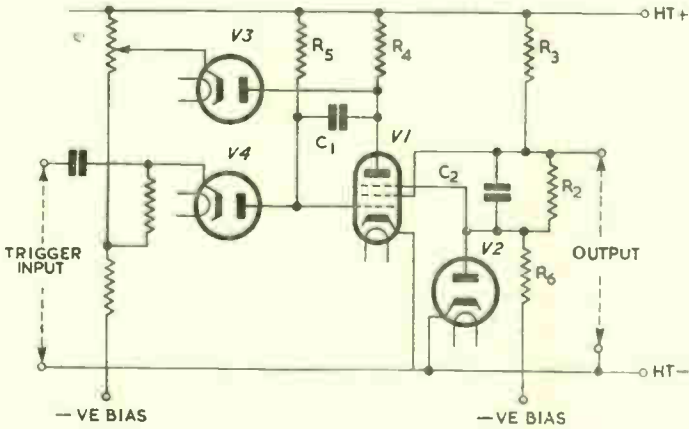 HT+
V3
R5
R4
R3
C1
V1
V4
C2
R2
V2
TRIGGER
INPUT
OUTPUT
R6
HT−
−VE BIAS
−VE BIAS